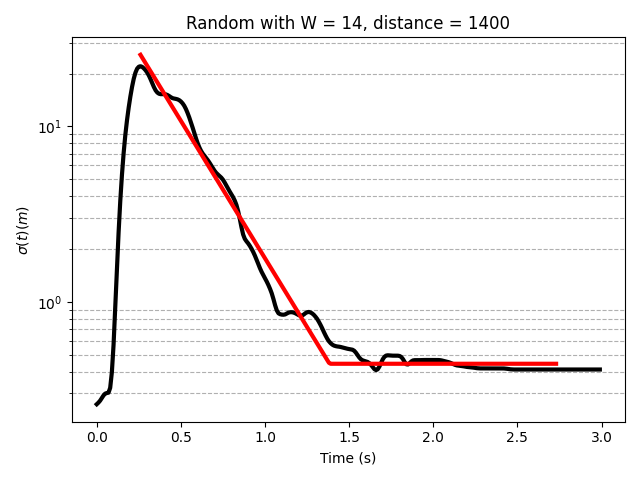 Random with W = 14, distance = 1400
σ(t)(m)
10¹
10⁰
0.0 0.5 1.0 1.5 2.0 2.5 3.0
Time (s)